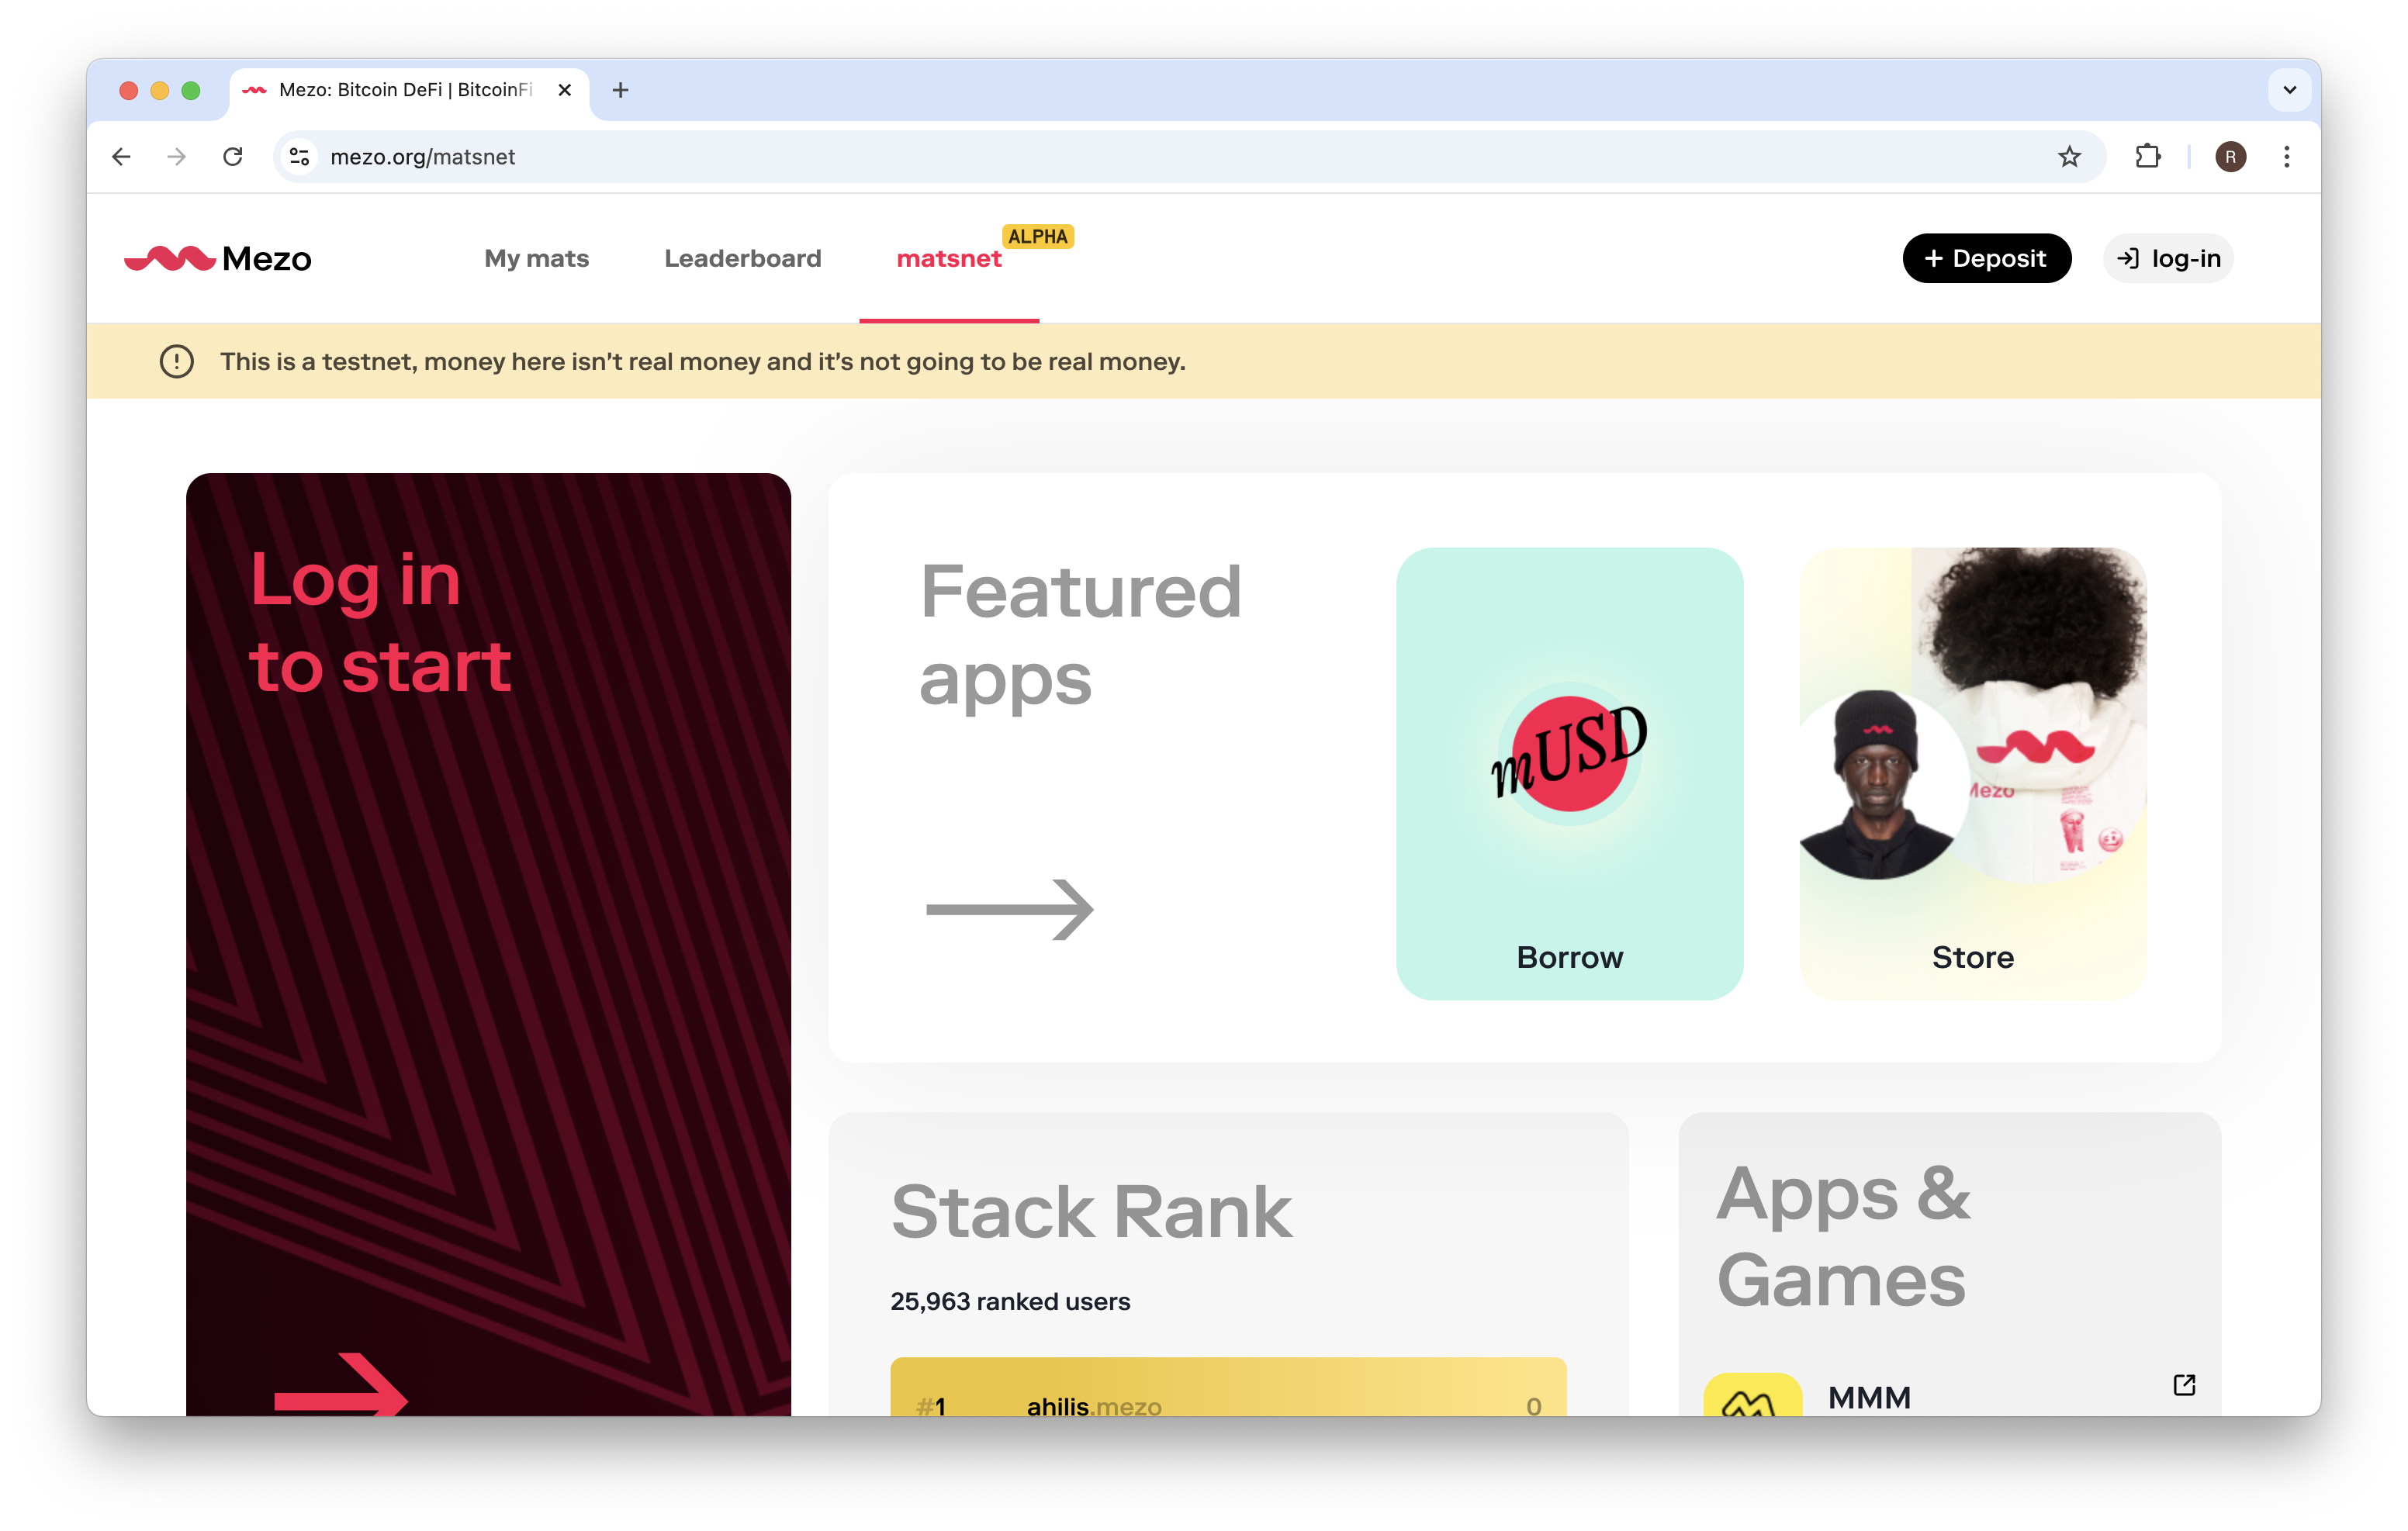 Mezo: Bitcoin DeFi | BitcoinFi
mezo.org/matsnet
R
Mezo
My mats
Leaderboard
matsnet
ALPHA
+ Deposit
log-in
This is a testnet, money here isn’t real money and it’s not going to be real money.
Log in
to start
Featured
apps
mUSD
Borrow
Mezo
Store
Stack Rank
25,963 ranked users
#1 ahilis.mezo 0
Apps &
Games
MMM